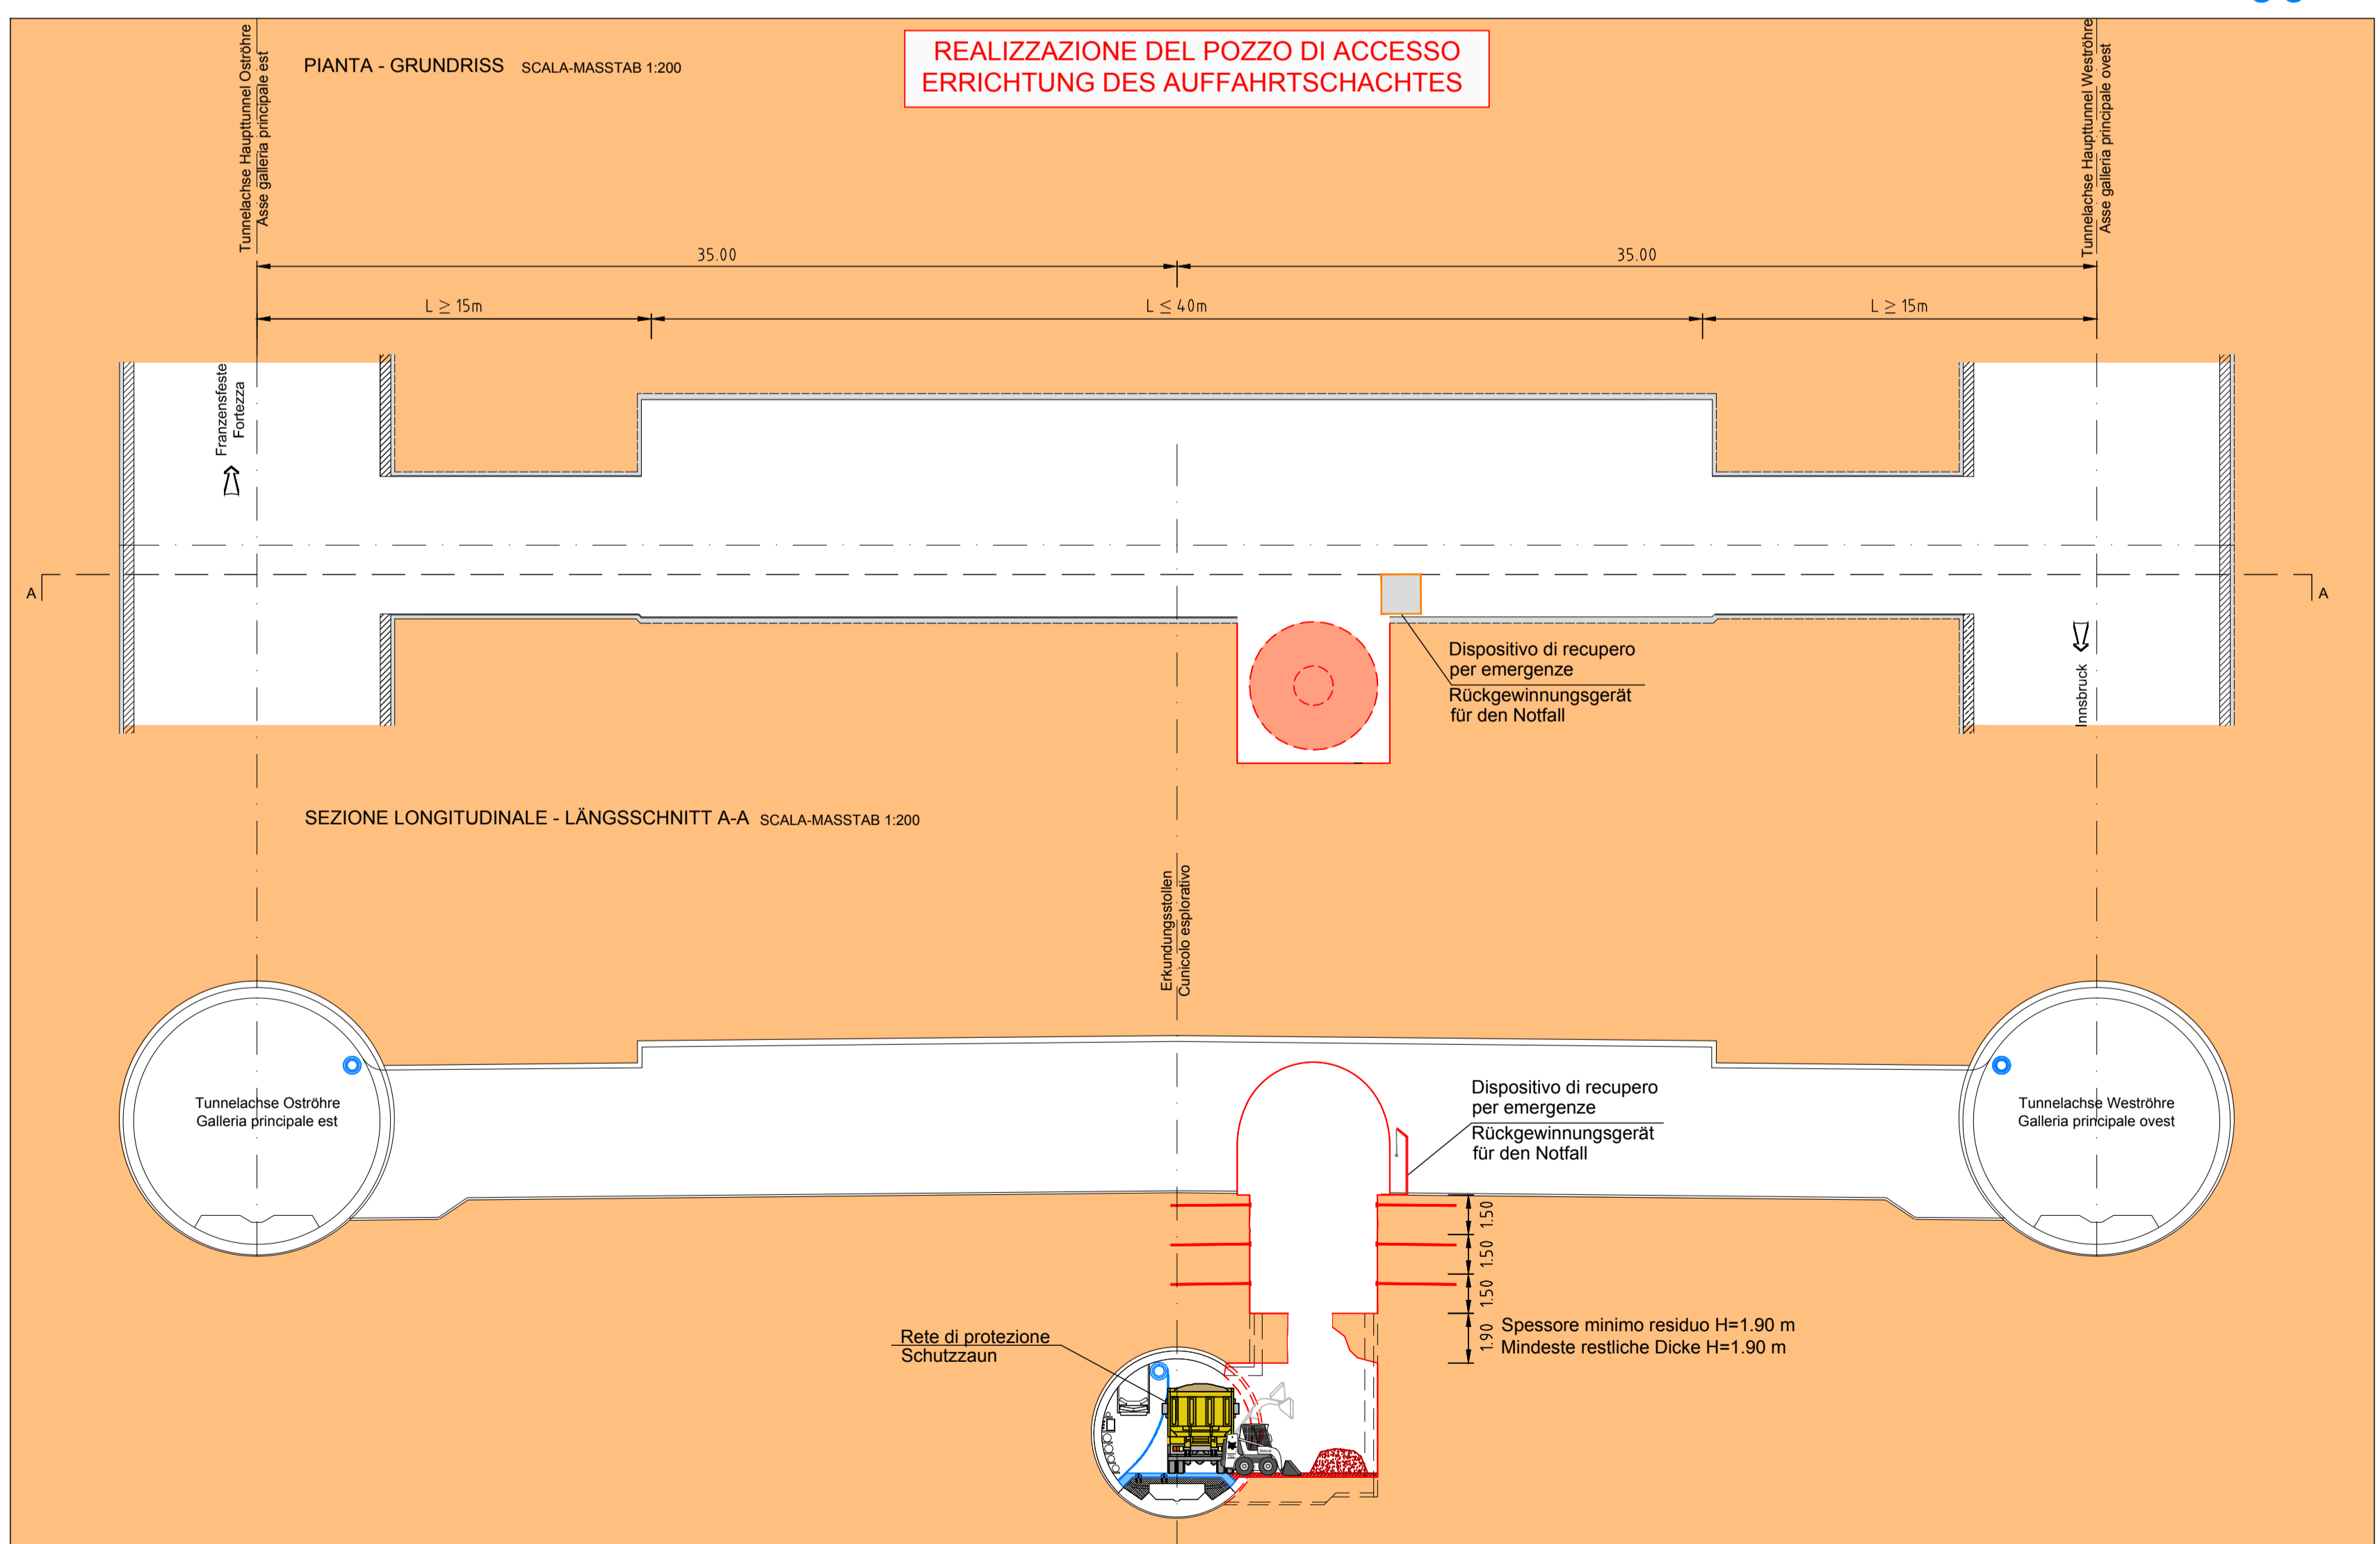 REALIZZAZIONE DEL POZZO DI ACCESSO
ERRICHTUNG DES AUFFAHRTSCHACHTES
PIANTA - GRUNDRISS SCALA-MASSTAB 1:200
Tunnelachse Haupttunnel Oströhre
Asse galleria principale est
Tunnelachse Haupttunnel Weströhre
Asse galleria principale ovest
35.00
35.00
L ≥ 15m
L ≤ 40m
L ≥ 15m
Franzensfeste
Fortezza
A
A
Dispositivo di recupero
per emergenze
Rückgewinnungsgerät
für den Notfall
Innsbruck
SEZIONE LONGITUDINALE - LÄNGSSCHNITT A-A SCALA-MASSTAB 1:200
Erkundungsstollen
Cunicolo esplorativo
Tunnelachse Oströhre
Galleria principale est
Dispositivo di recupero
per emergenze
Rückgewinnungsgerät
für den Notfall
Tunnelachse Weströhre
Galleria principale ovest
1.50
1.50
1.50
1.90
Spessore minimo residuo H=1.90 m
Mindeste restliche Dicke H=1.90 m
Rete di protezione
Schutzzaun